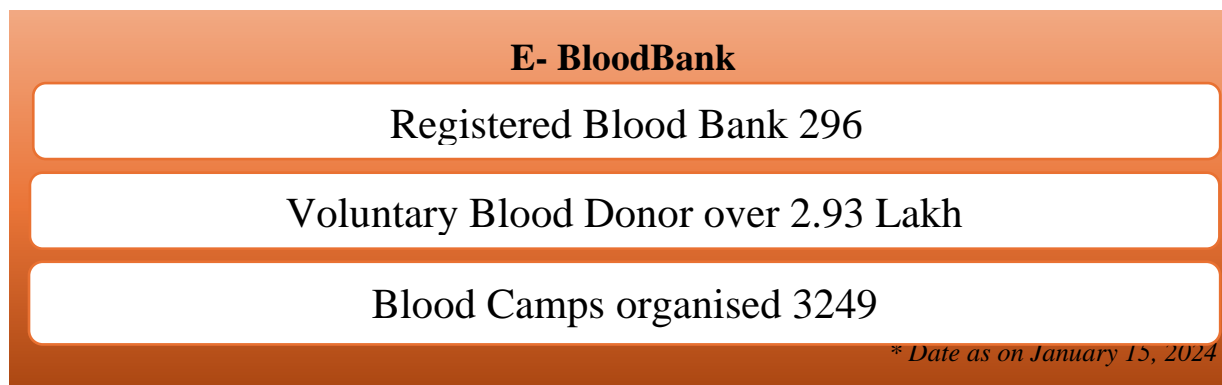 E- BloodBank
Registered Blood Bank 296
Voluntary Blood Donor over 2.93 Lakh
Blood Camps organised 3249
* Date as on January 15, 2024